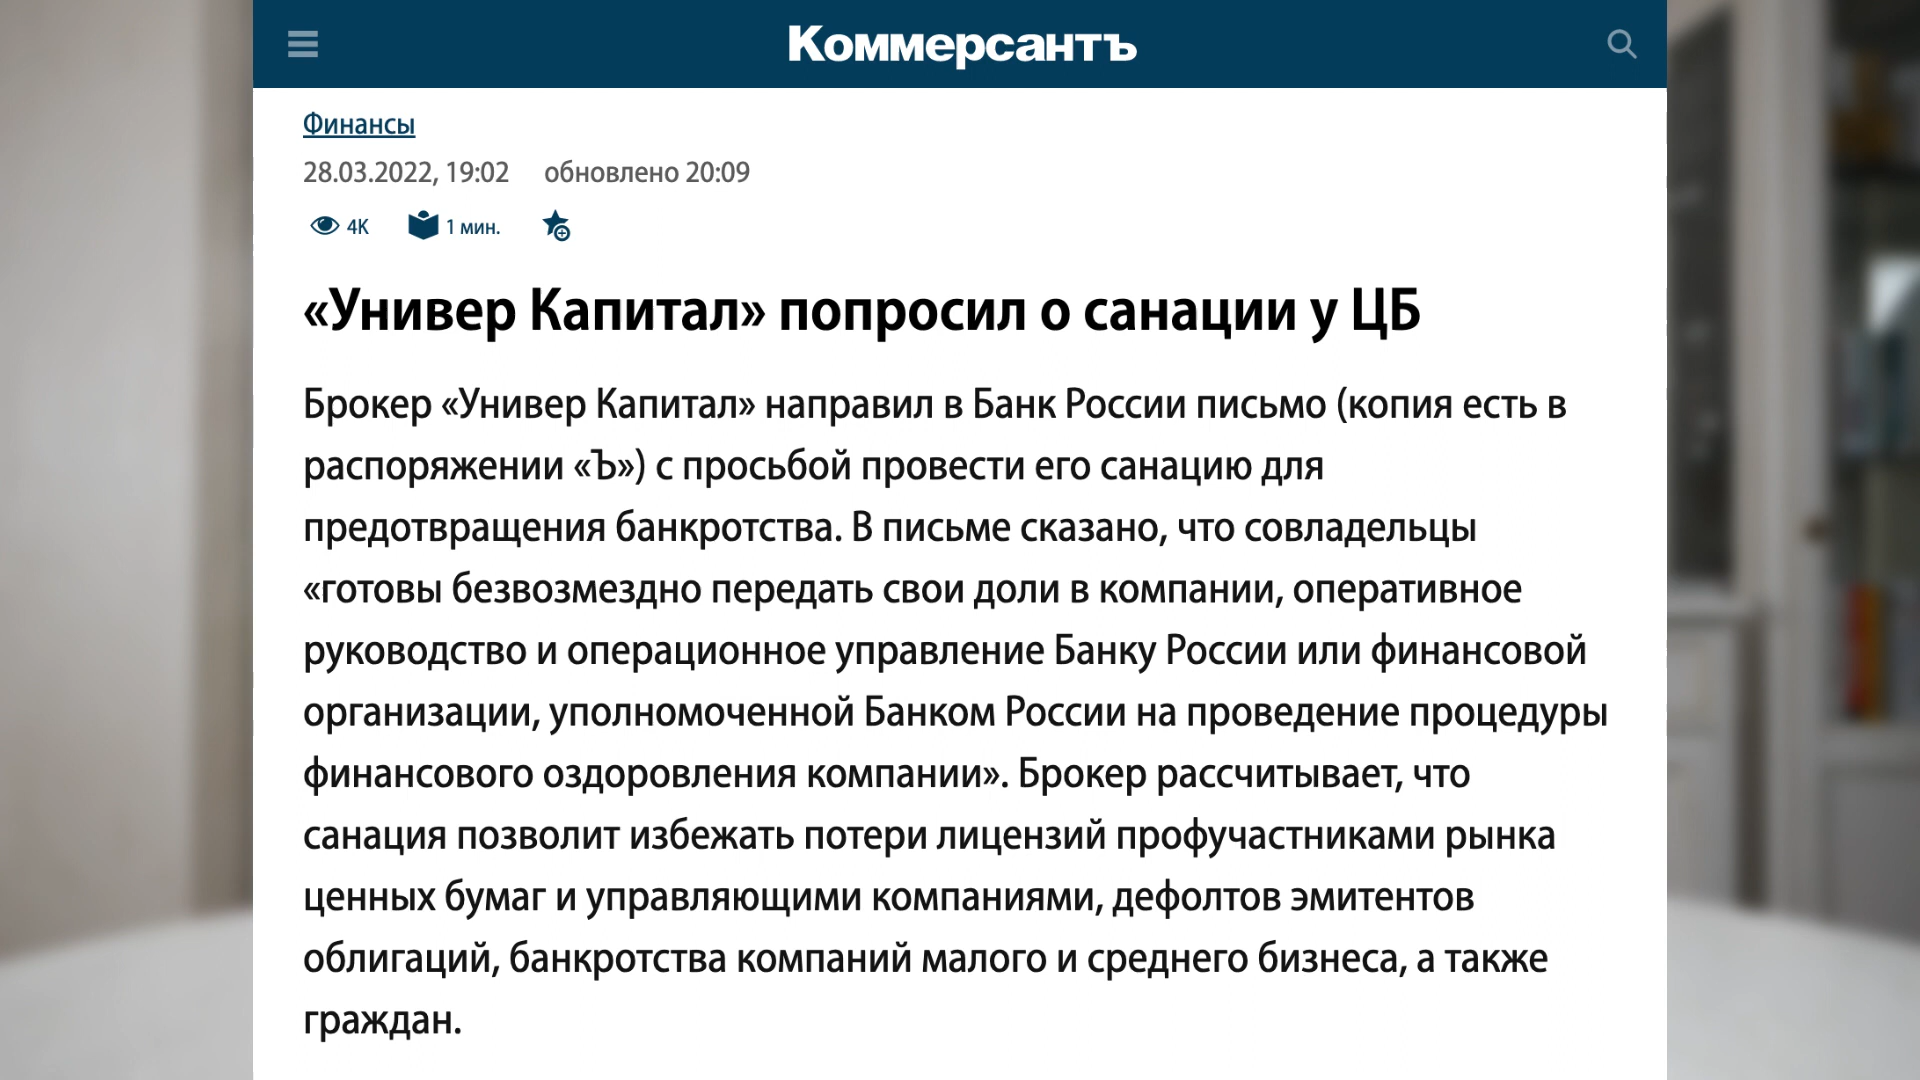 Коммерсантъ
Финансы
28.03.2022, 19:02 обновлено 20:09
4K 1 мин.
«Универ Капитал» попросил о санации у ЦБ
Брокер «Универ Капитал» направил в Банк России письмо (копия есть в
распоряжении «Ъ») с просьбой провести его санацию для
предотвращения банкротства. В письме сказано, что совладельцы
«готовы безвозмездно передать свои доли в компании, оперативное
руководство и операционное управление Банку России или финансовой
организации, уполномоченной Банком России на проведение процедуры
финансового оздоровления компании». Брокер рассчитывает, что
санация позволит избежать потери лицензий профучастниками рынка
ценных бумаг и управляющими компаниями, дефолтов эмитентов
облигаций, банкротства компаний малого и среднего бизнеса, а также
граждан.